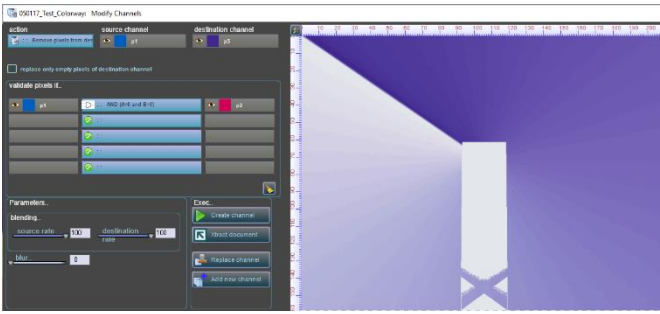 050117_Test_Colorway: Modify Channels
action source channel destination channel
Remove pixels from des p1 p3
replace only empty pixels of destination channel
validate pixels if..
p1 AND (A>0 and B>0) p2
Parameters.. Exec..
blending..
source rate 100 destination rate 100
blur.. 0
Create channel
Xtract document
Replace channel
Add new channel